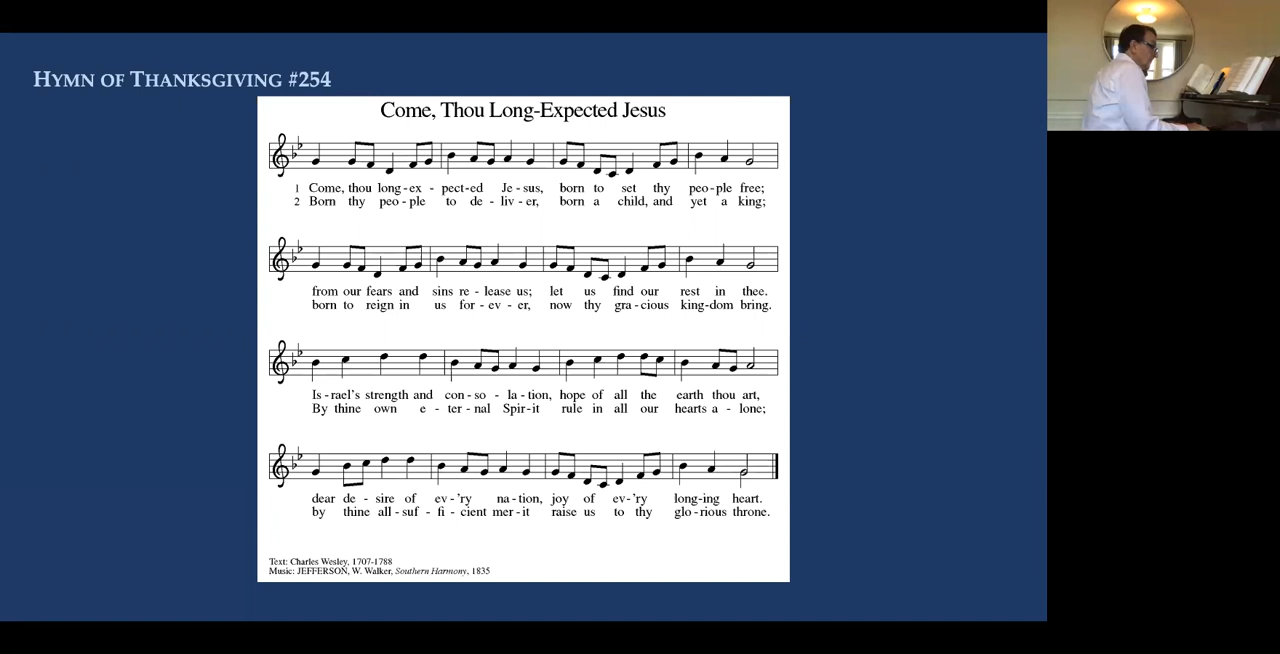 HYMN OF THANKSGIVING #254
Come, Thou Long-Expected Jesus
1 Come, thou long-ex - pect-ed Je - sus, born to set thy peo-ple free;
2 Born thy peo - ple to de - liv - er, born a child, and yet a king;
from our fears and sins re - lease us; let us find our rest in thee.
born to reign in us for - ev - er, now thy gra - cious king-dom bring.
Is - rael's strength and con - so - la - tion, hope of all the earth thou art,
By thine own e - ter - nal Spir-it rule in all our hearts a - lone;
dear de - sire of ev - 'ry na - tion, joy of ev - 'ry long-ing heart.
by thine all - suf - fi - cient mer - it raise us to thy glo - rious throne.
Text: Charles Wesley, 1707-1788
Music: JEFFERSON, W. Walker, Southern Harmony, 1835